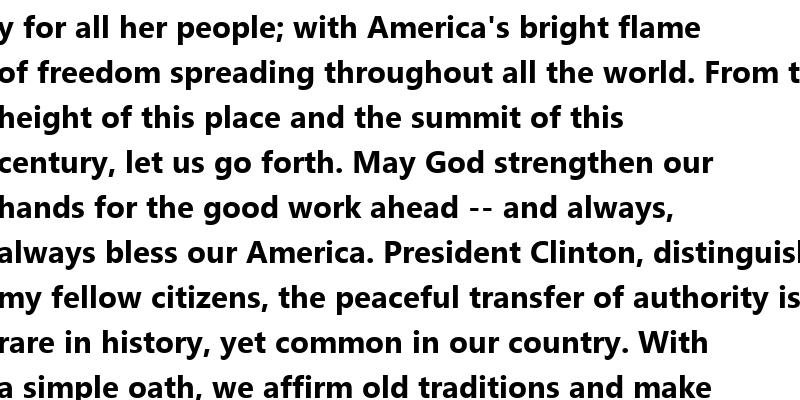 y for all her people; with America's bright flame
of freedom spreading throughout all the world. From t
height of this place and the summit of this
century, let us go forth. May God strengthen our
hands for the good work ahead -- and always,
always bless our America. President Clinton,
my fellow citizens, the peaceful transfer of authority is
rare in history, yet common in our country. With
a simple oath, we affirm old traditions and make